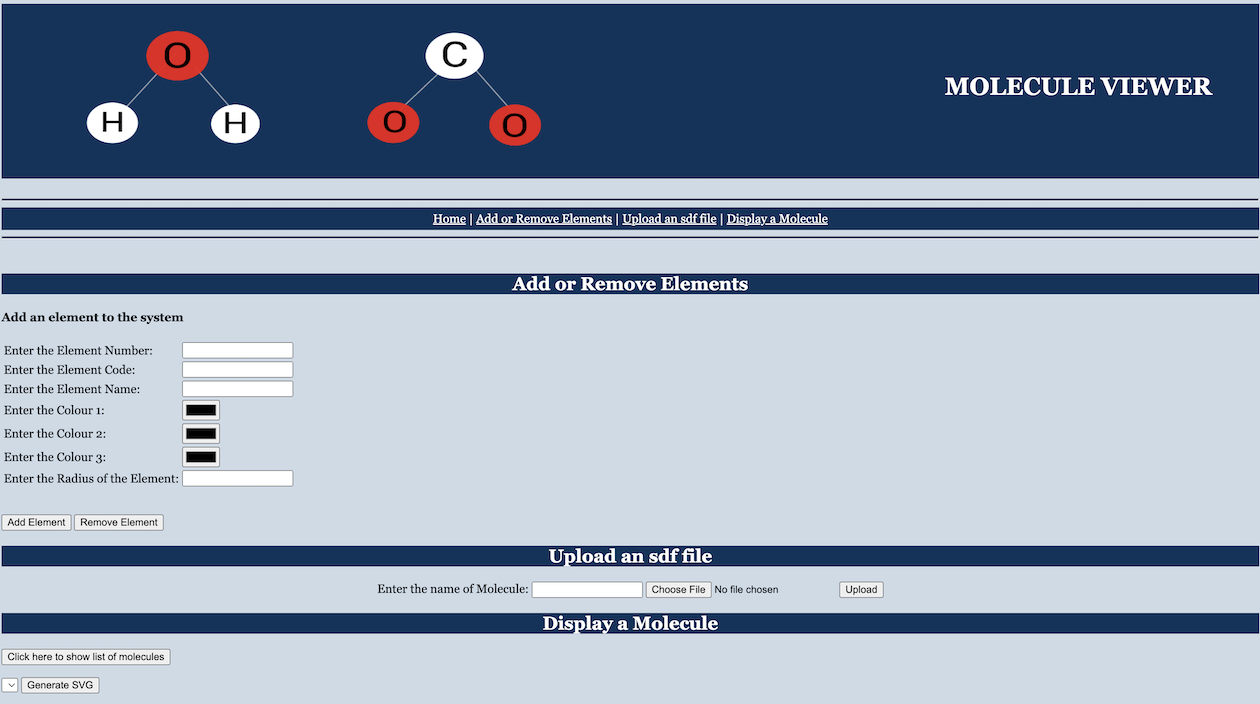 O
C
MOLECULE VIEWER
H
H
O
O
Home | Add or Remove Elements | Upload an sdf file | Display a Molecule
Add or Remove Elements
Add an element to the system
Enter the Element Number:
Enter the Element Code:
Enter the Element Name:
Enter the Colour 1:
Enter the Colour 2:
Enter the Colour 3:
Enter the Radius of the Element:
Add Element Remove Element
Upload an sdf file
Enter the name of Molecule: Choose File No file chosen Upload
Display a Molecule
Click here to show list of molecules
Generate SVG